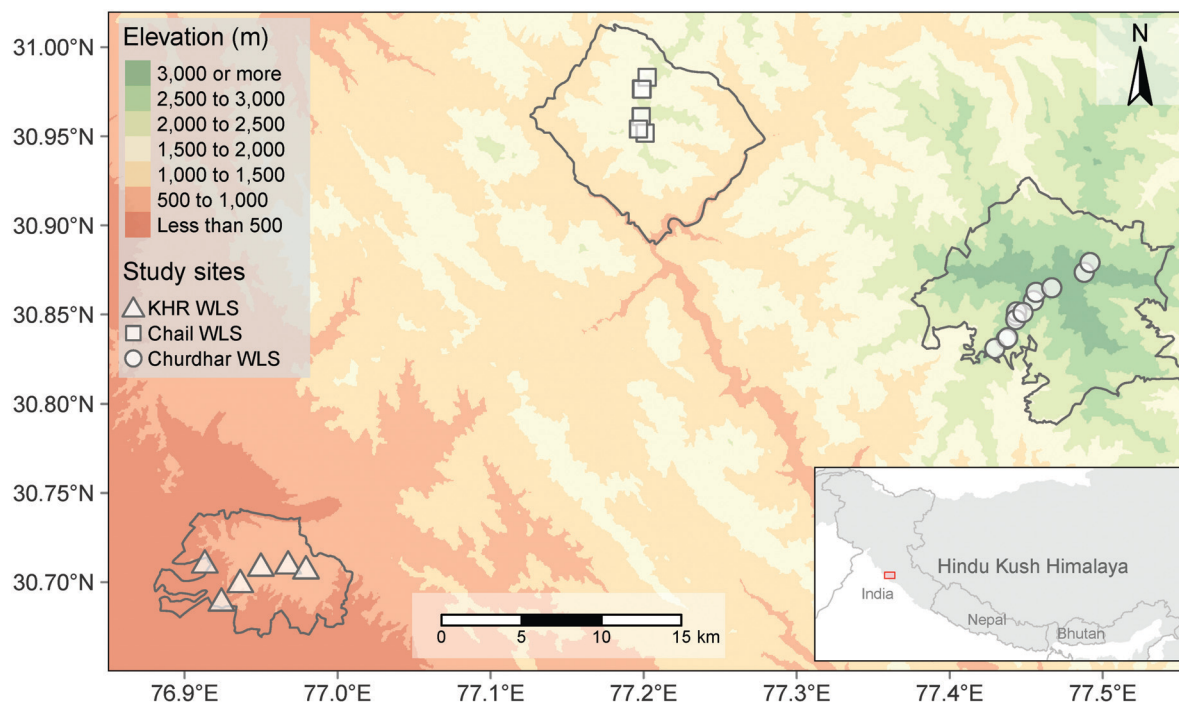 31.00°N
30.95°N
30.90°N
30.85°N
30.80°N
30.75°N
30.70°N
Elevation (m)
3,000 or more
2,500 to 3,000
2,000 to 2,500
1,500 to 2,000
1,000 to 1,500
500 to 1,000
Less than 500
Study sites
KHR WLS
Chail WLS
Churdhar WLS
N
Hindu Kush Himalaya
India
Nepal
Bhutan
0 5 10 15 km
76.9°E 77.0°E 77.1°E 77.2°E 77.3°E 77.4°E 77.5°E